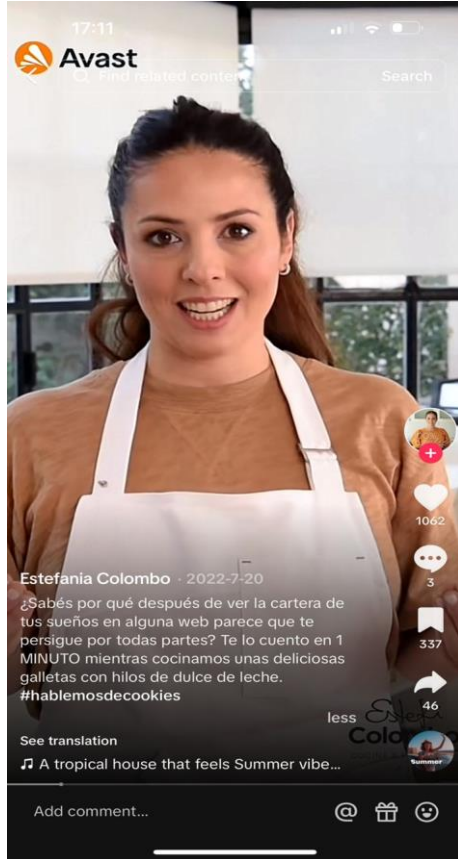 17:11
Avast
Find related content
Search
1062
3
337
46
Estefania Colombo · 2022-7-20
¿Sabés por qué después de ver la cartera de
tus sueños en alguna web parece que te
persigue por todas partes? Te lo cuento en 1
MINUTO mientras cocinamos unas deliciosas
galletas con hilos de dulce de leche.
#hablemosdecookies
less
See translation
Summer
♫ A tropical house that feels Summer vibe...
Add comment...
@